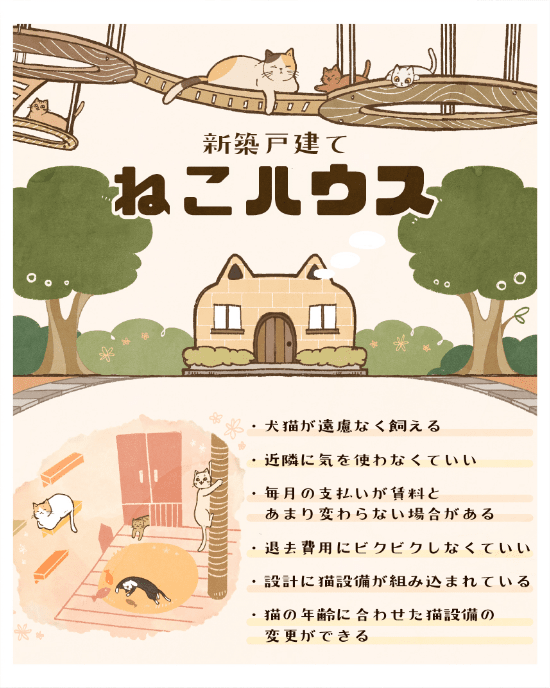 新築戸建て
ねこハウス
・犬猫が遠慮なく飼える
・近隣に気を使わなくていい
・毎月の支払いが賃料と
あまり変わらない場合がある
・退去費用にビクビクしなくていい
・設計に猫設備が組み込まれている
・猫の年齢に合わせた猫設備の
変更ができる